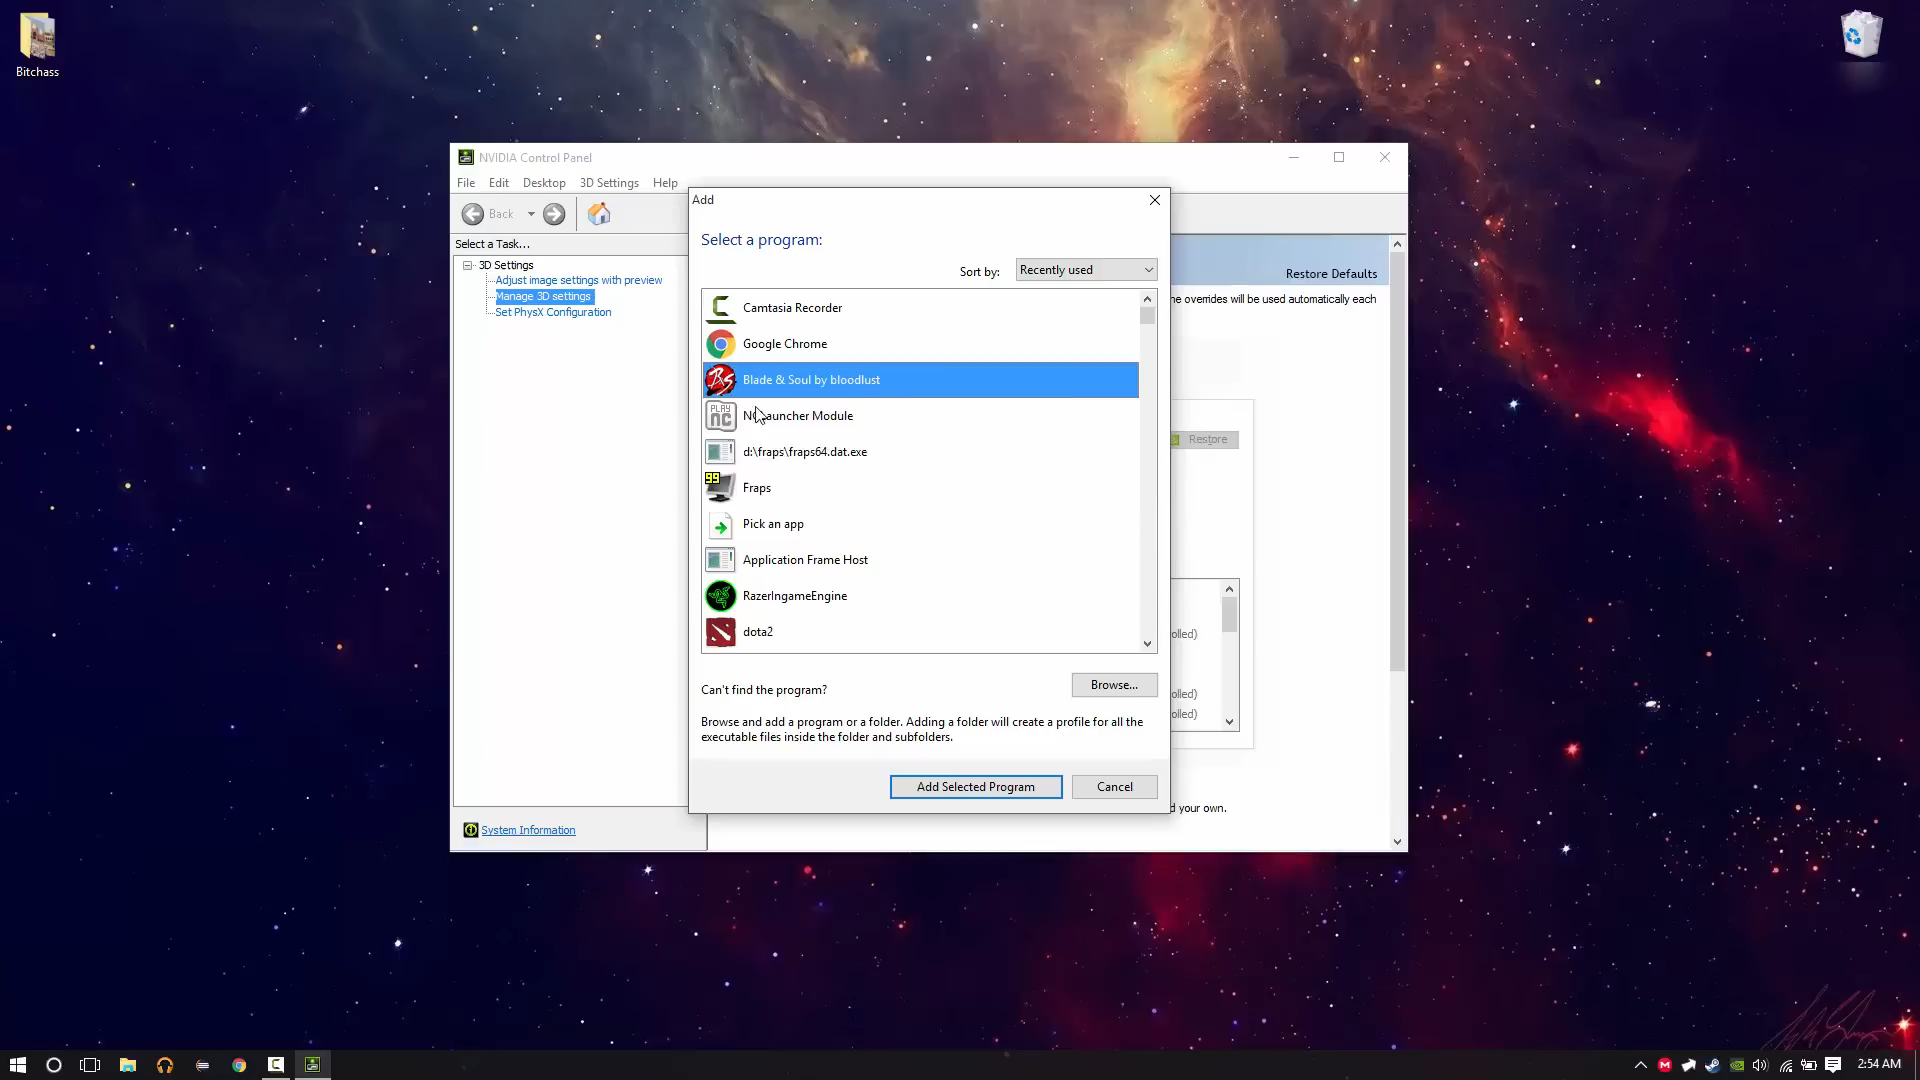 Bitchass
NVIDIA Control Panel
File Edit Desktop 3D Settings Help
Back
Select a Task...
3D Settings
Adjust image settings with preview
Manage 3D settings
Set PhysX Configuration
System Information
Add
Select a program:
Sort by: Recently used
Camtasia Recorder
Google Chrome
Blade & Soul by bloodlust
PLAY NC
auncher Module
d:\fraps\fraps64.dat.exe
99
Fraps
Pick an app
Application Frame Host
RazerIngameEngine
dota2
Can't find the program? Browse...
Browse and add a program or a folder. Adding a folder will create a profile for all the
executable files inside the folder and subfolders.
Add Selected Program Cancel
Restore Defaults
e overrides will be used automatically each
Restore
olled)
olled)
olled)
d your own.
2:54 AM